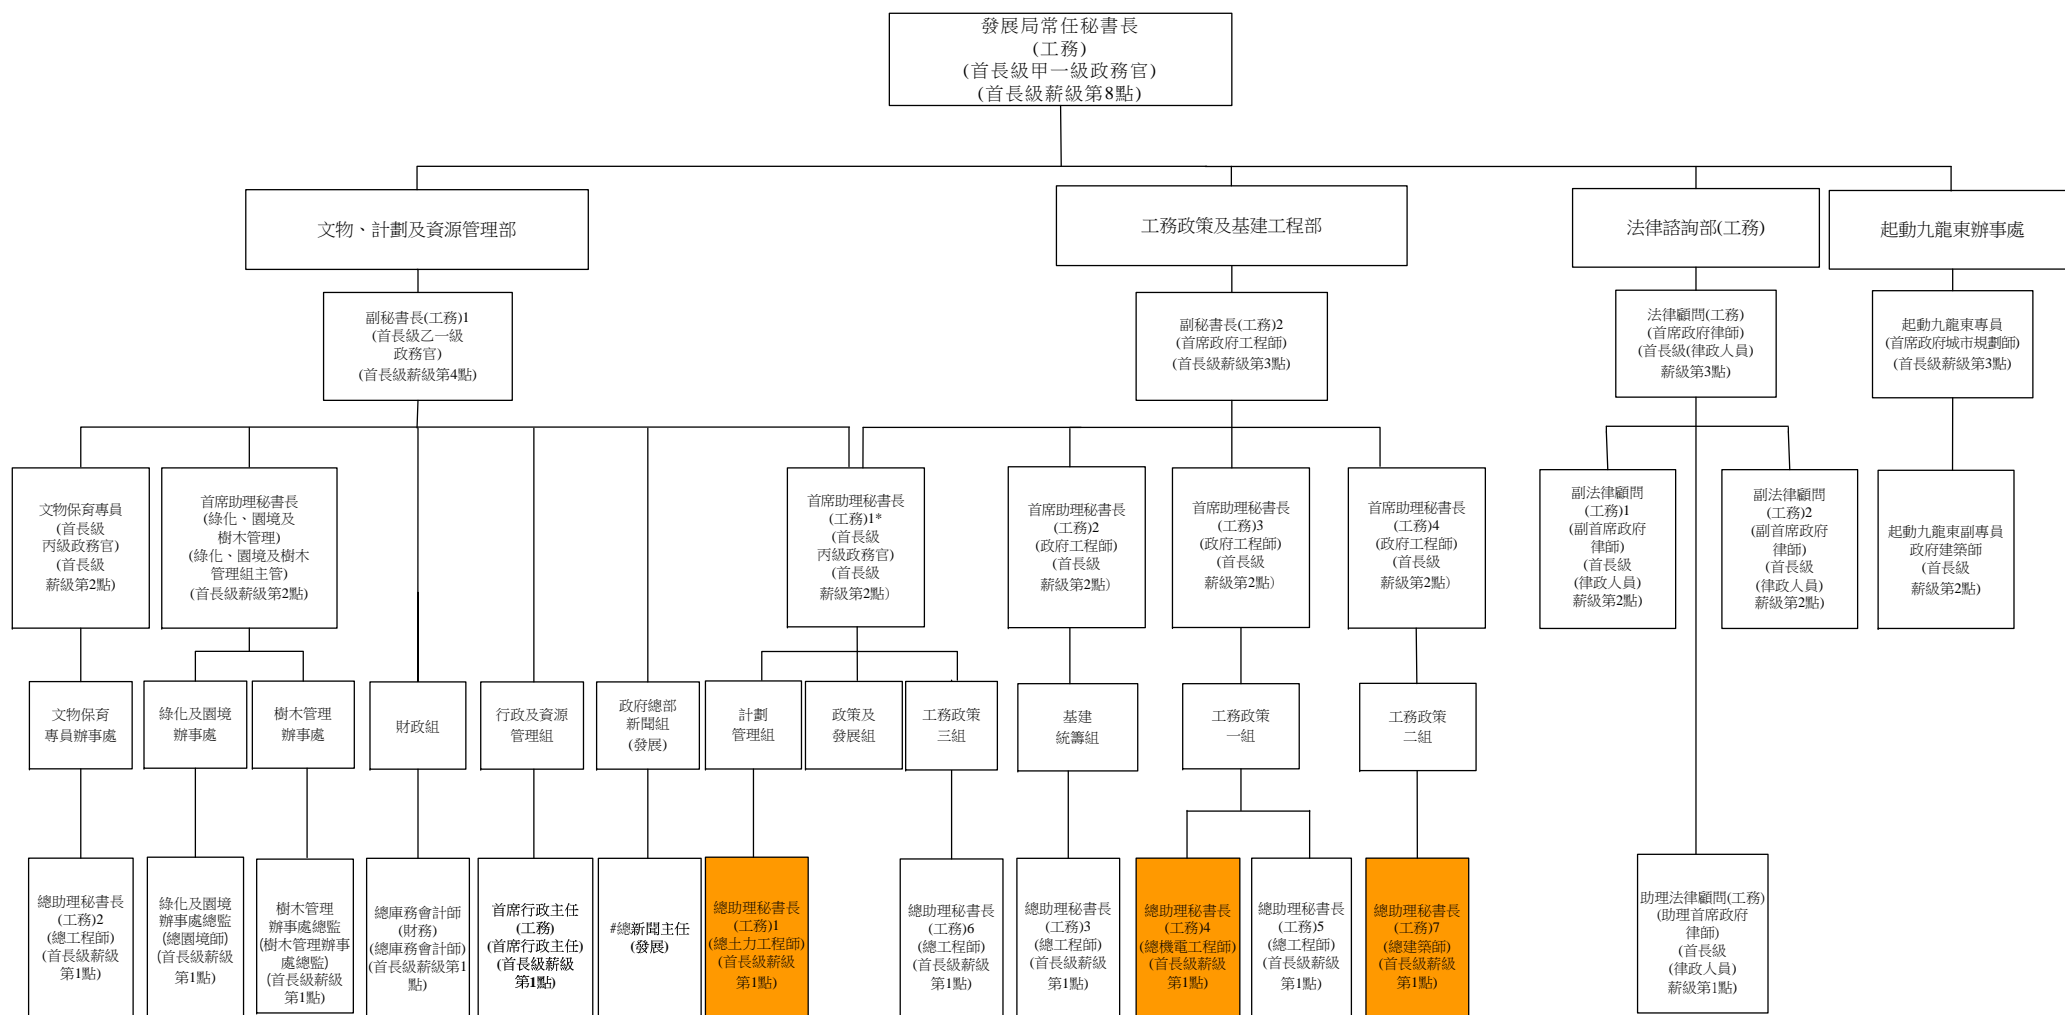 發展局常任秘書長
(工務)
(首長級甲一級政務官)
(首長級薪級第8點)
文物、計劃及資源管理部
工務政策及基建工程部
法律諮詢部(工務)
起動九龍東辦事處
副秘書長(工務)1
(首長級乙一級
政務官)
(首長級薪級第4點)
副秘書長(工務)2
(首席政府工程師)
(首長級薪級第3點)
法律顧問(工務)
(首席政府律師)
(首長級(律政人員)
薪級第3點)
起動九龍東專員
(首席政府城市規劃師)
(首長級薪級第3點)
文物保育專員
(首長級
丙級政務官)
(首長級
薪級第2點)
首席助理秘書長
(綠化、園境及
樹木管理)
(綠化、園境及樹木
管理組主管)
(首長級薪級第2點)
首席助理秘書長
(工務)1*
(首長級
丙級政務官)
(首長級
薪級第2點)
首席助理秘書長
(工務)2
(政府工程師)
(首長級
薪級第2點)
首席助理秘書長
(工務)3
(政府工程師)
(首長級
薪級第2點)
首席助理秘書長
(工務)4
(政府工程師)
(首長級
薪級第2點)
副法律顧問
(工務)1
(副首席政府
律師)
(首長級
(律政人員)
薪級第2點)
副法律顧問
(工務)2
(副首席政府
律師)
(首長級
(律政人員)
薪級第2點)
起動九龍東副專員
政府建築師
(首長級
薪級第2點)
文物保育
專員辦事處
綠化及園境
辦事處
樹木管理
辦事處
財政組
行政及資源
管理組
政府總部
新聞組
(發展)
計劃
管理組
政策及
發展組
工務政策
三組
基建
統籌組
工務政策
一組
工務政策
二組
總助理秘書長
(工務)2
(總工程師)
(首長級薪級
第1點)
綠化及園境
辦事處總監
(總園境師)
(首長級薪級
第1點)
樹木管理
辦事處總監
(樹木管理辦事
處總監)
(首長級薪級
第1點)
總庫務會計師
(財務)
(總庫務會計師)
(首長級薪級第1
點)
首席行政主任
(工務)
(首席行政主任)
(首長級薪級
第1點)
#總新聞主任
(發展)
總助理秘書長
(工務)1
(總土力工程師)
(首長級薪級
第1點)
總助理秘書長
(工務)6
(總工程師)
(首長級薪級
第1點)
總助理秘書長
(工務)3
(總工程師)
(首長級薪級
第1點)
總助理秘書長
(工務)4
(總機電工程師)
(首長級薪級
第1點)
總助理秘書長
(工務)5
(總工程師)
(首長級薪級
第1點)
總助理秘書長
(工務)7
(總建築師)
(首長級薪級
第1點)
助理法律顧問(工務)
(助理首席政府
律師)
(首長級
(律政人員)
薪級第1點)